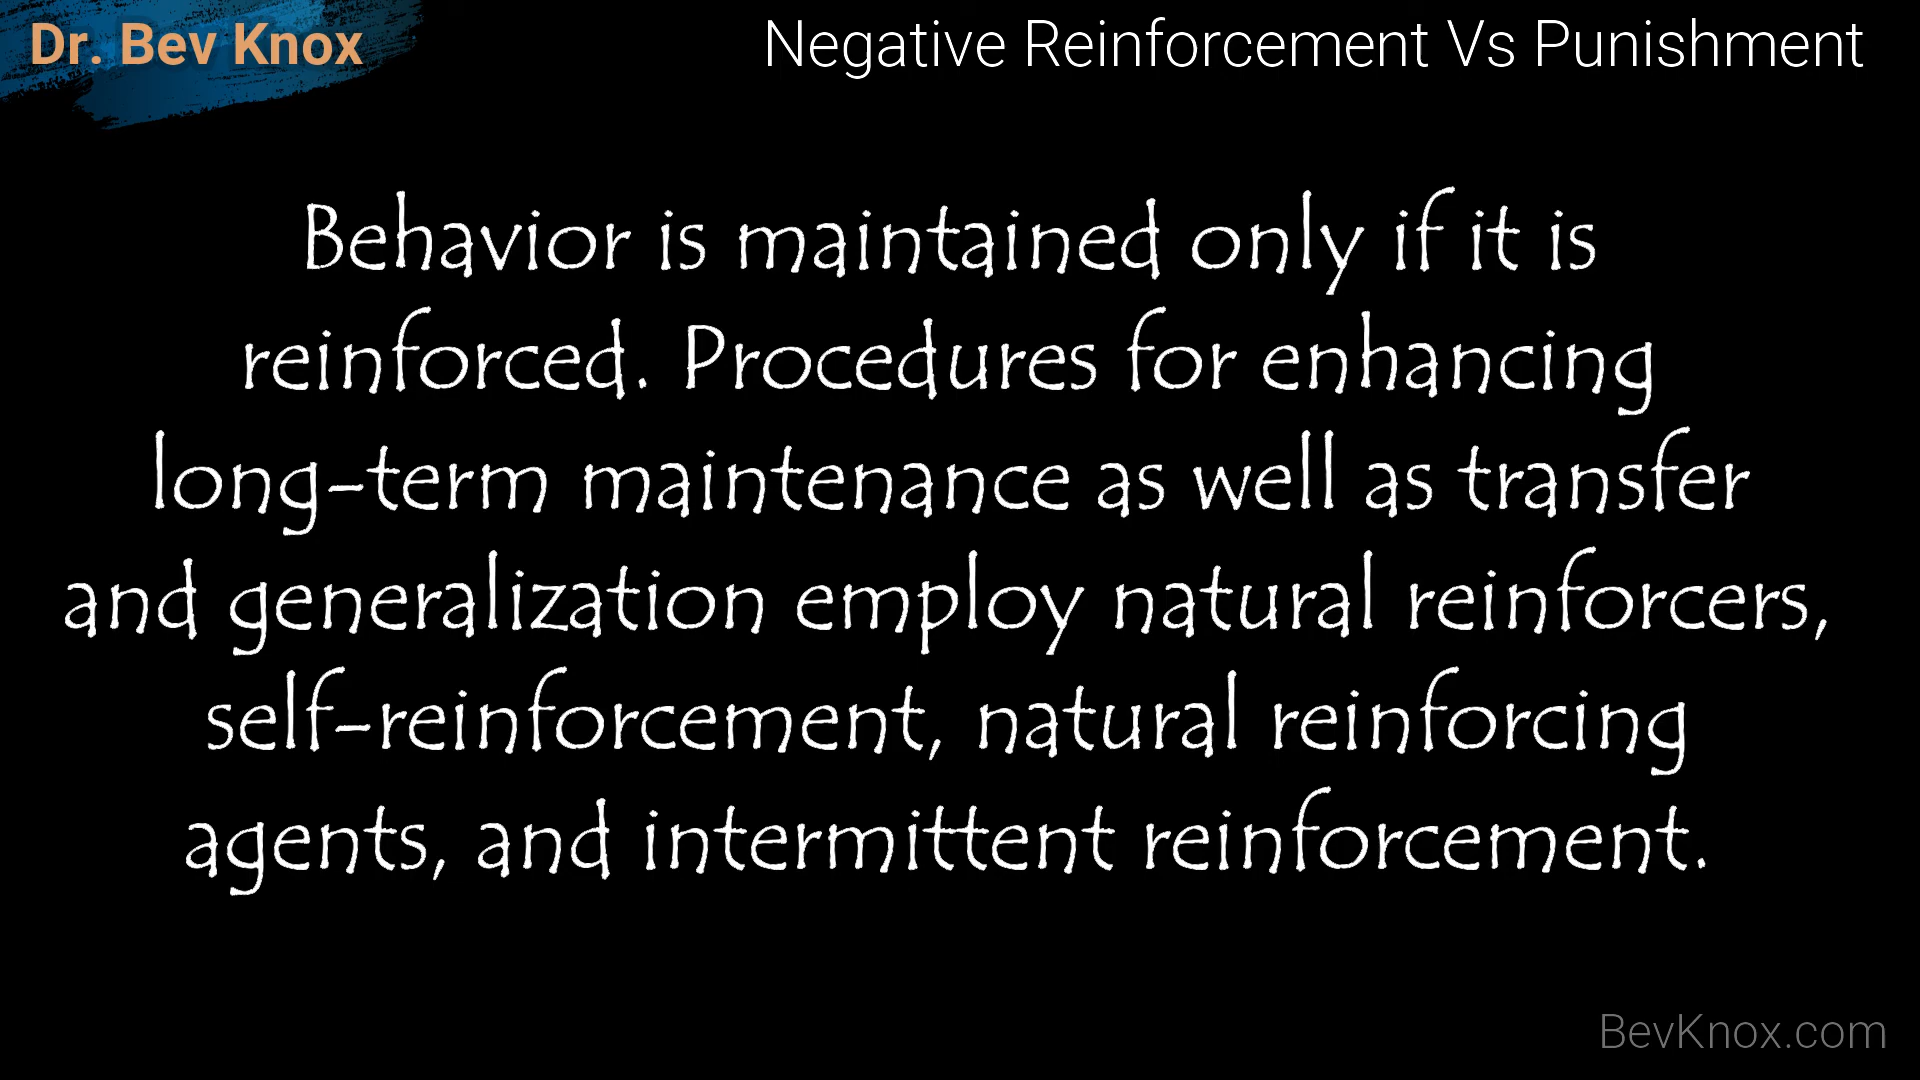 Dr. Bev Knox
Negative Reinforcement Vs Punishment
Behavior is maintained only if it is
reinforced. Procedures for enhancing
long-term maintenance as well as transfer
and generalization employ natural reinforcers,
self-reinforcement, natural reinforcing
agents, and intermittent reinforcement.
BevKnox.com